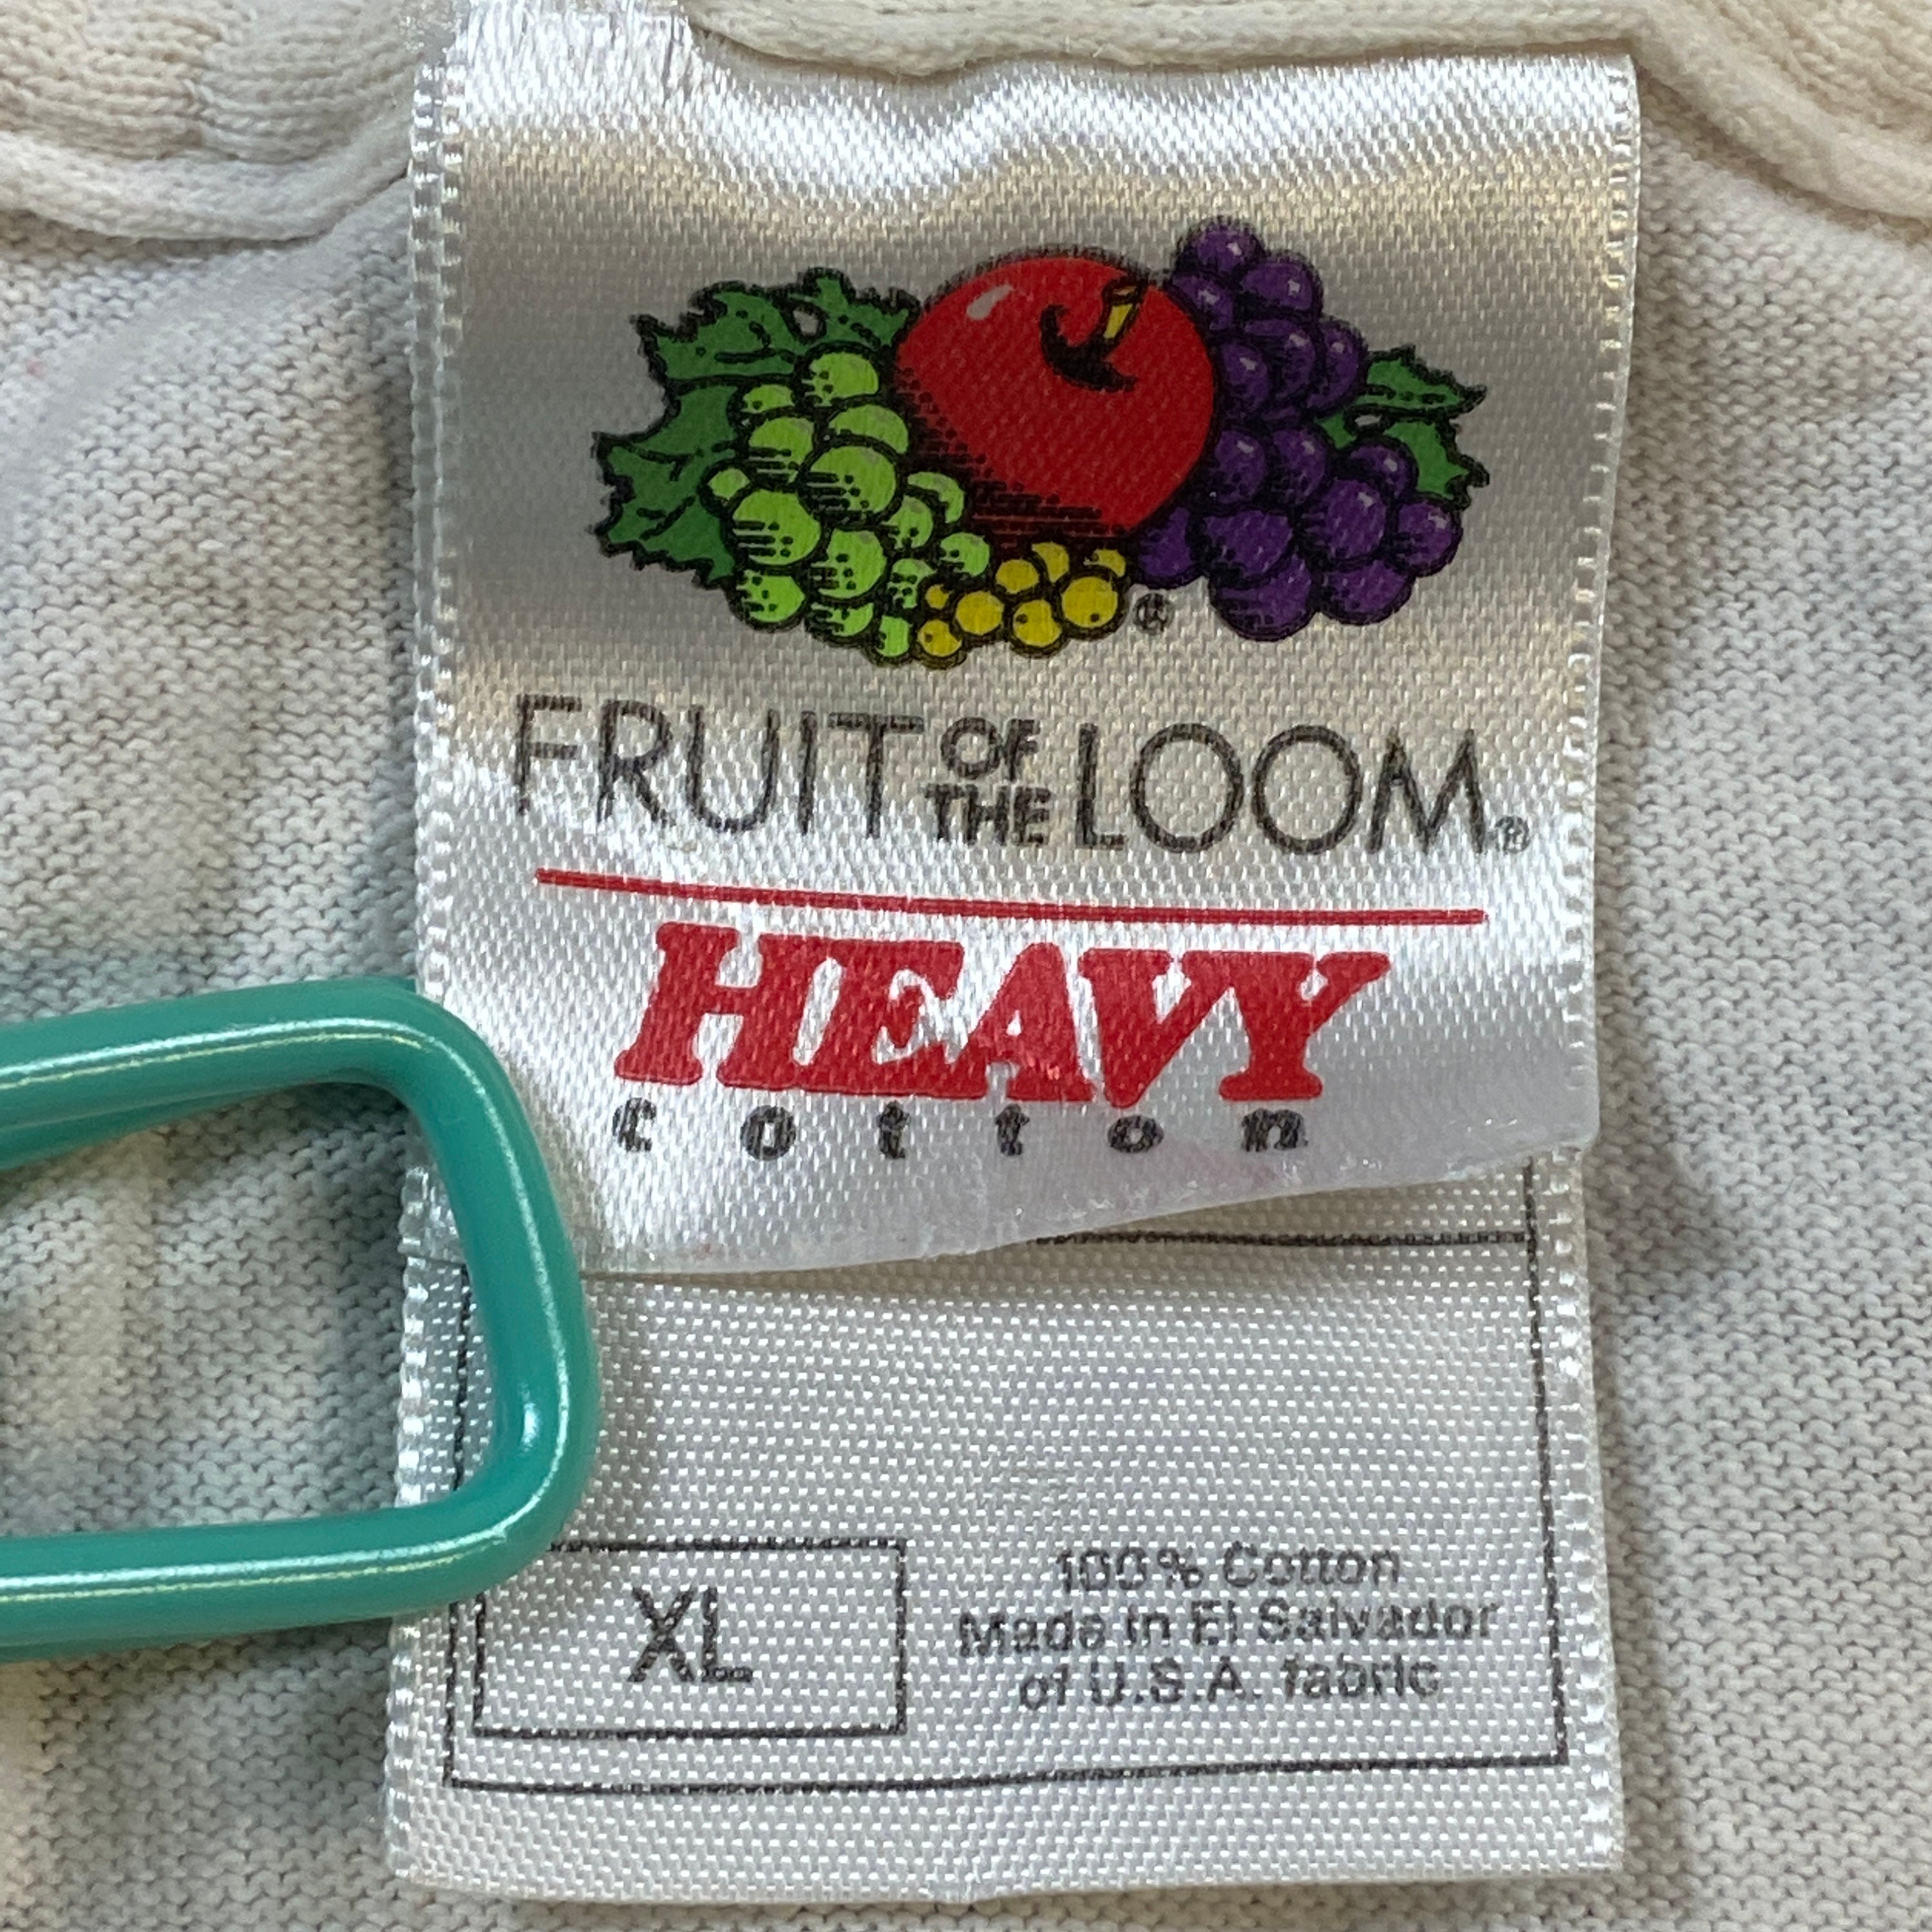 ®
FRUIT OF THE LOOM®
HEAVY
cotton
XL
100% Cotton
Made in El Salvador
of U.S.A. fabric